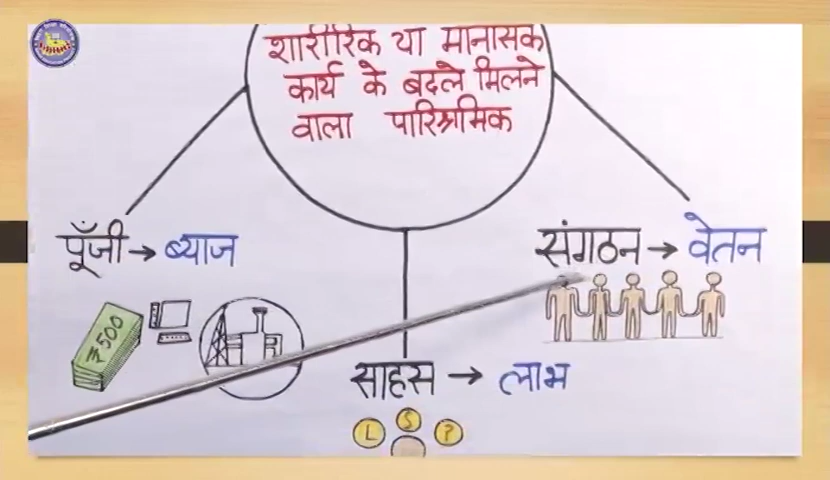 शारीरिक या मानसिक
कार्य के बदले मिलने
वाला पारिश्रमिक
पूँजी → ब्याज
संगठन → वेतन
₹500
साहस → लाभ
L S ?